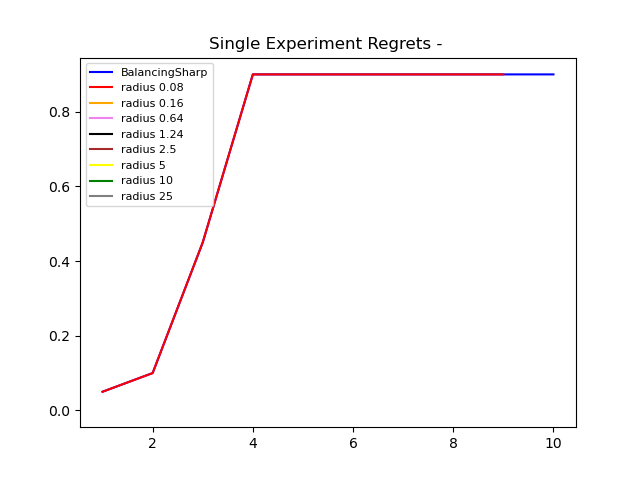 Single Experiment Regrets -
BalancingSharp
radius 0.08
radius 0.16
radius 0.64
radius 1.24
radius 2.5
radius 5
radius 10
radius 25
0.8
0.6
0.4
0.2
0.0
2 4 6 8 10